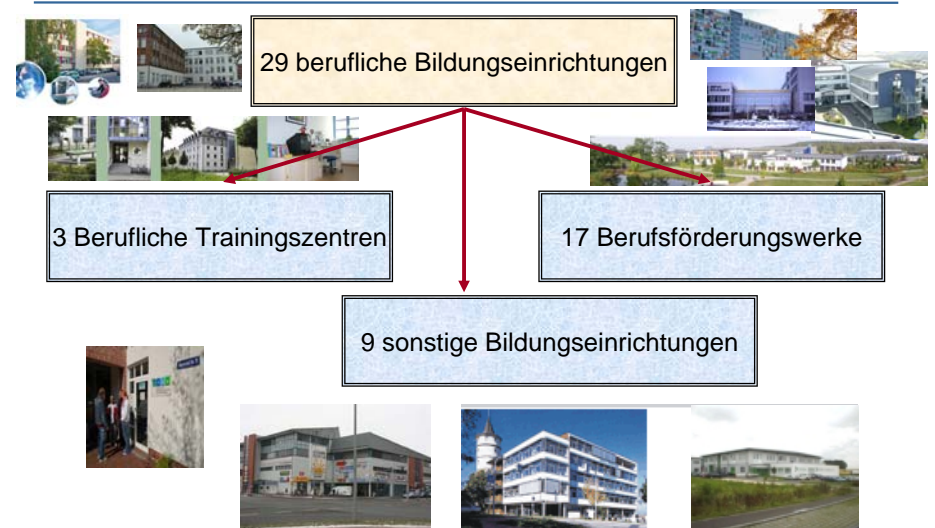 29 berufliche Bildungseinrichtungen
3 Berufliche Trainingszentren
17 Berufsförderungswerke
9 sonstige Bildungseinrichtungen